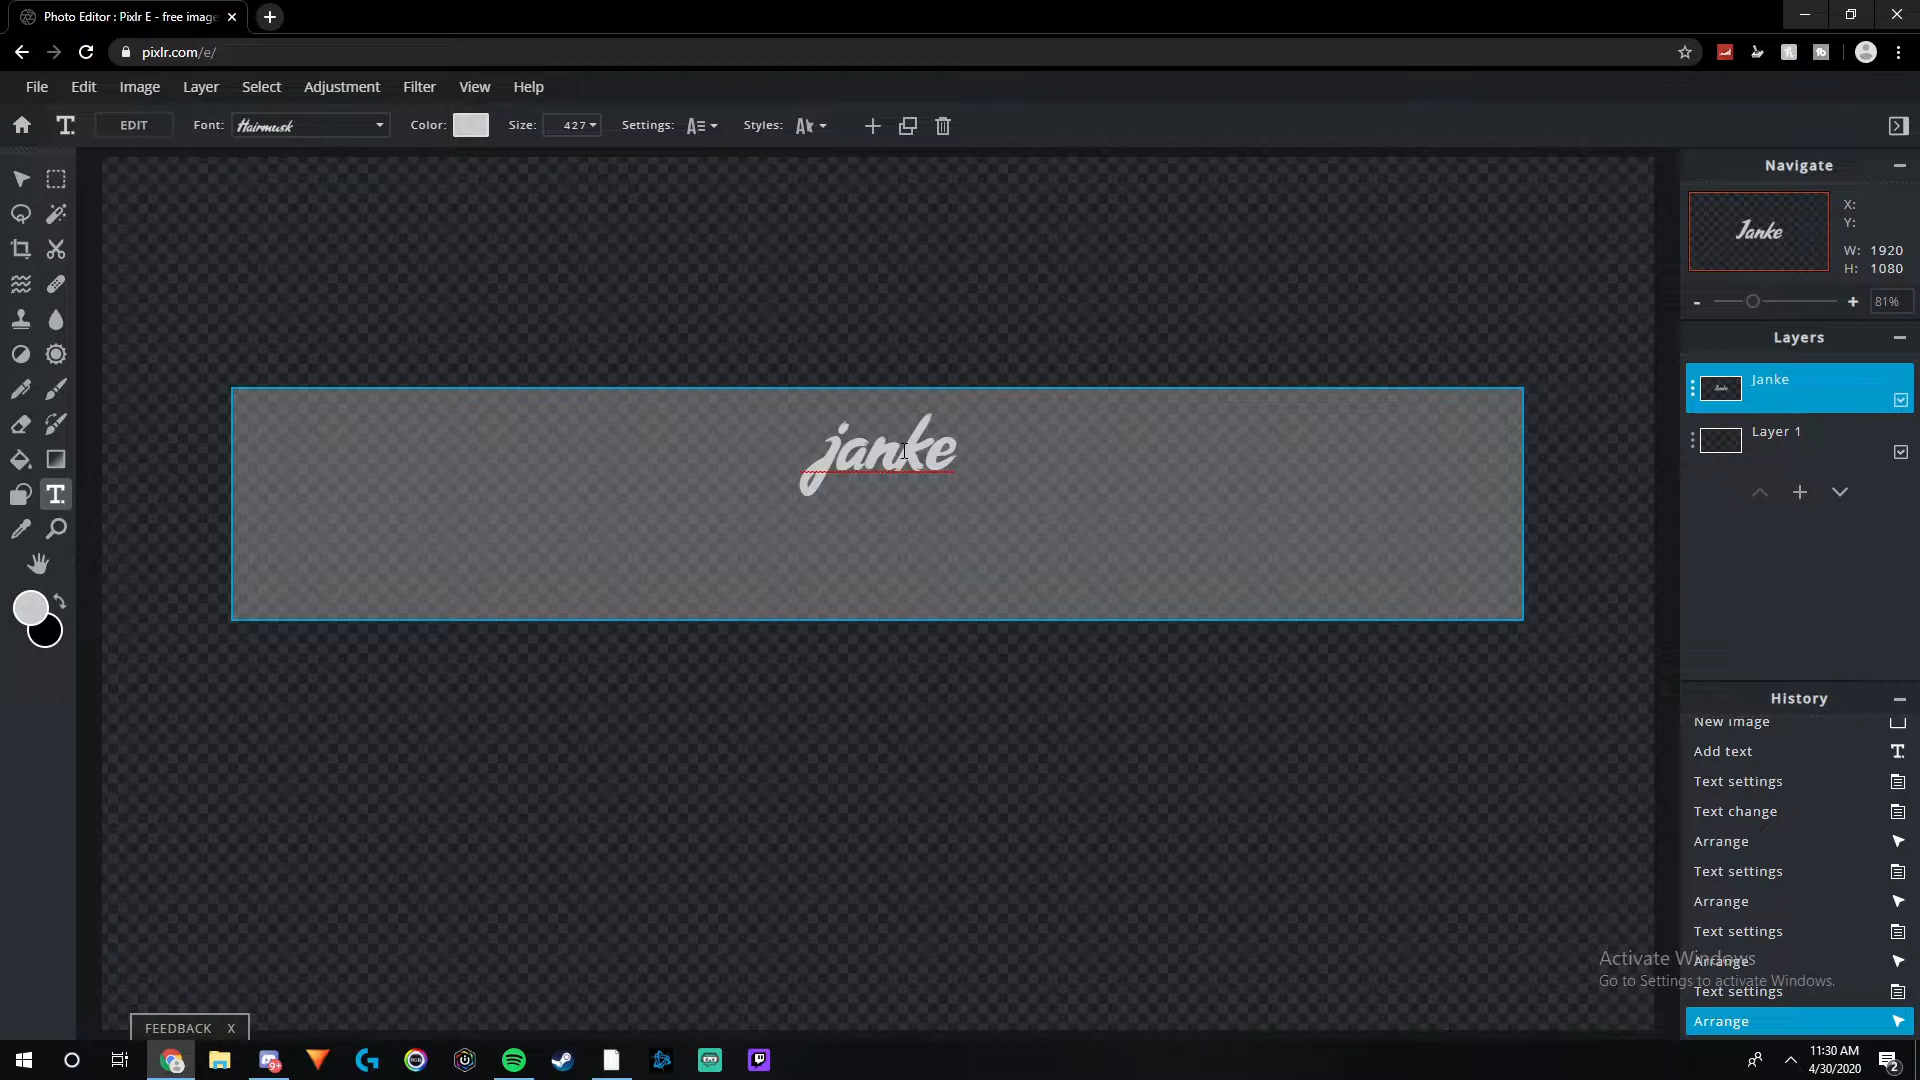 Photo Editor : Pixlr E - free image
pixlr.com/e/
File Edit Image Layer Select Adjustment Filter View Help
T. EDIT Font: Hairmusk Color: Size: 427 Settings: Styles:
Navigate
Janke
X:
Y:
W: 1920
H: 1080
- + 81%
Layers
Janke
Layer 1
janke
History
New image
Add text
Text settings
Text change
Arrange
Text settings
Arrange
Text settings
Arrange
Text settings
Arrange
Activate Windows
Go to Settings to activate Windows.
FEEDBACK X
9+
11:30 AM
4/30/2020
2